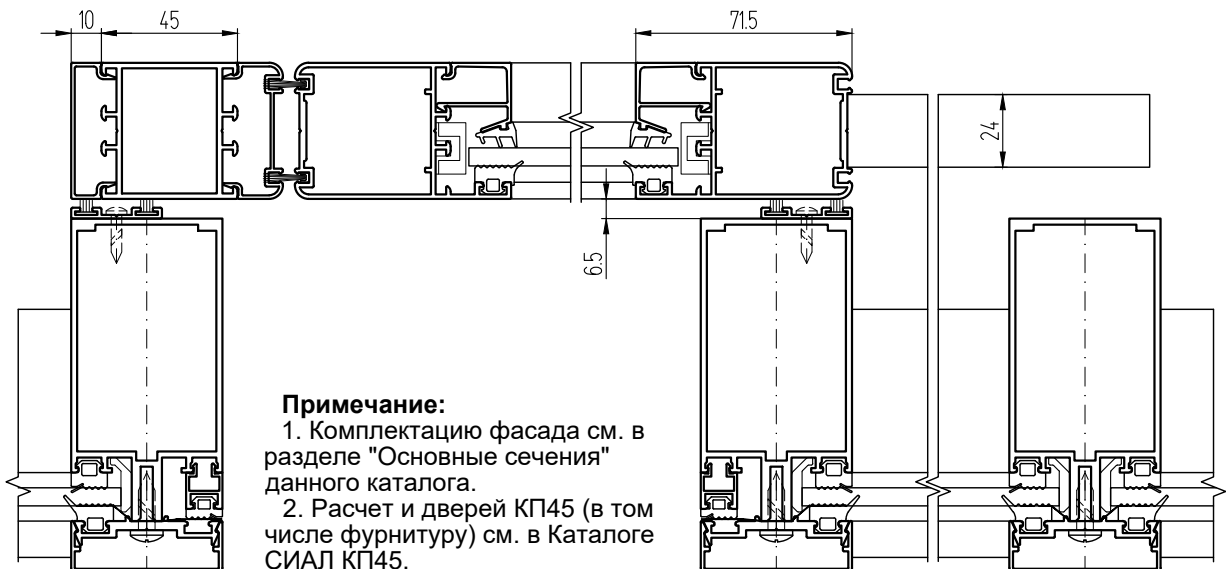 10
45
71.5
24
6.5
Примечание:
1. Комплектацию фасада см. в
разделе "Основные сечения"
данного каталога.
2. Расчет и дверей КП45 (в том
числе фурнитуру) см. в Каталоге
СИАЛ КП45.